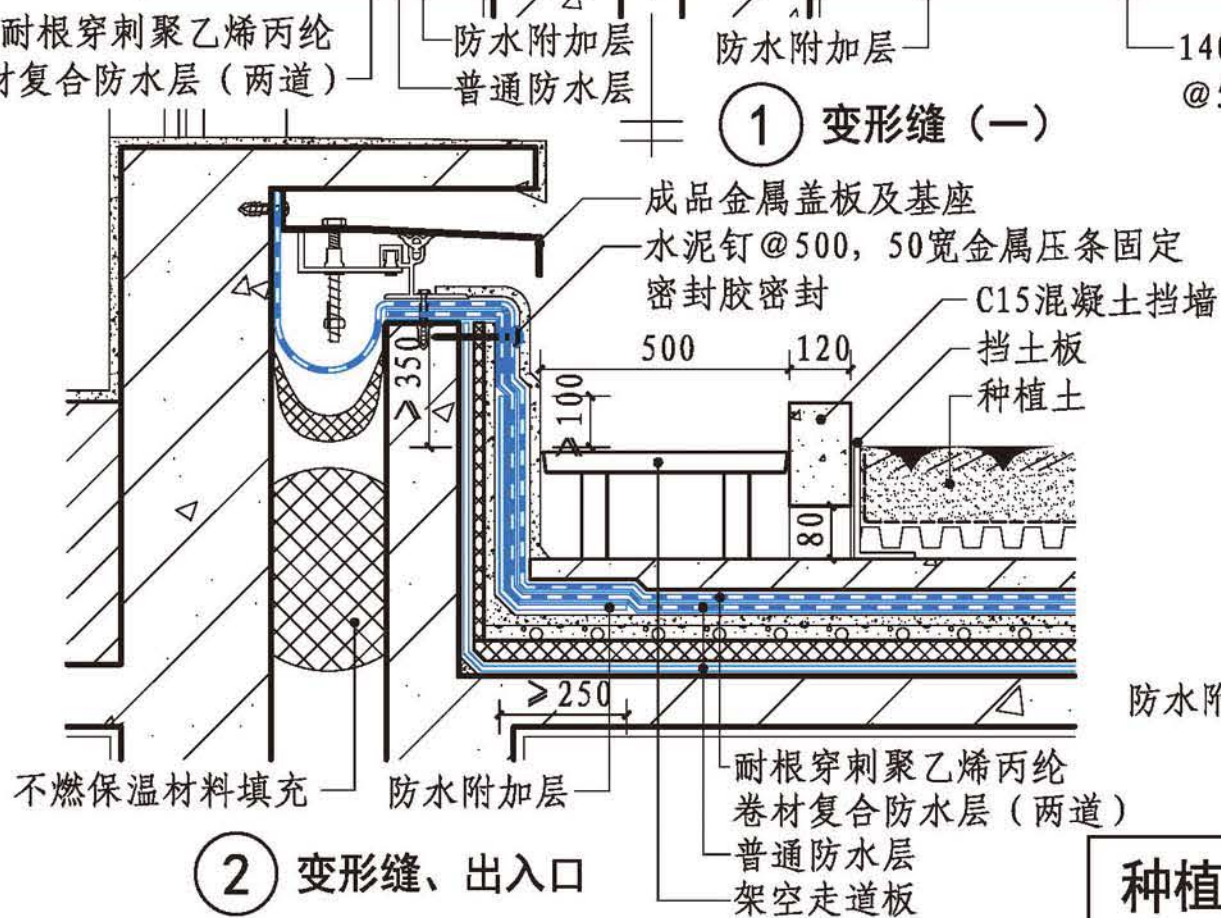 耐根穿刺聚乙烯丙纶
材复合防水层（两道）
防水附加层
普通防水层
防水附加层
140
① 变形缝（一）
成品金属盖板及基座
水泥钉@500，50宽金属压条固定
密封胶密封
C15混凝土挡墙
挡土板
种植土
500
120
≥350
≥100
80
≥250
防水附
不燃保温材料填充
防水附加层
耐根穿刺聚乙烯丙纶
卷材复合防水层（两道）
普通防水层
架空走道板
② 变形缝、出入口
种植